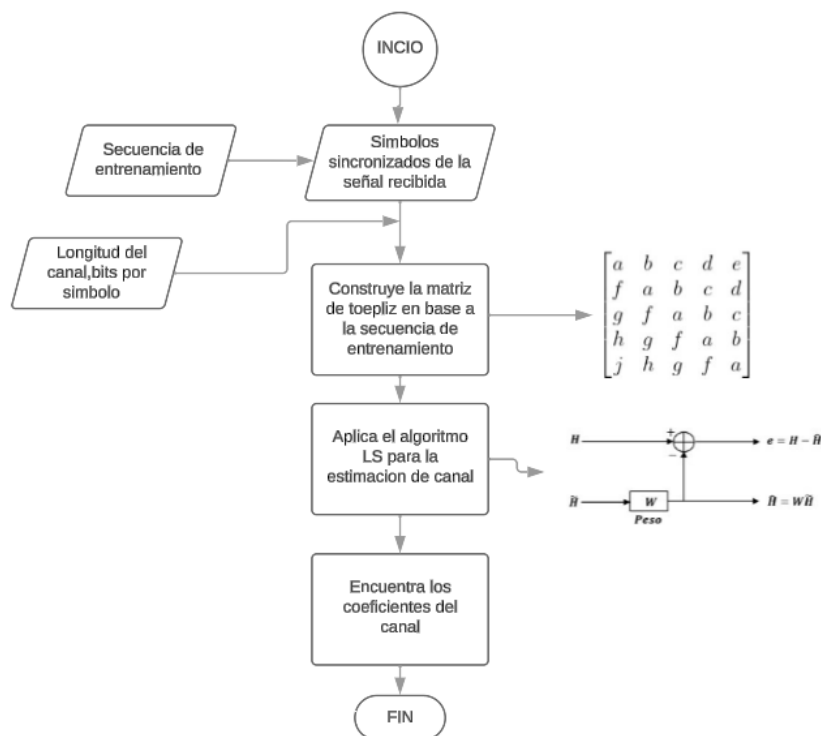 INCIO
Secuencia de
entrenamiento
Simbolos
sincronizados de la
señal recibida
Longitud del
canal,bits por
simbolo
Construye la matriz
de toepliz en base a
la secuencia de
entrenamiento
a b c d e
f a b c d
g f a b c
h g f a b
j h g f a
Aplica el algoritmo
LS para la
estimacion de canal
H + e = H − Ĥ
−
H̃ W Ĥ = WH̃
Peso
Encuentra los
coeficientes del
canal
FIN